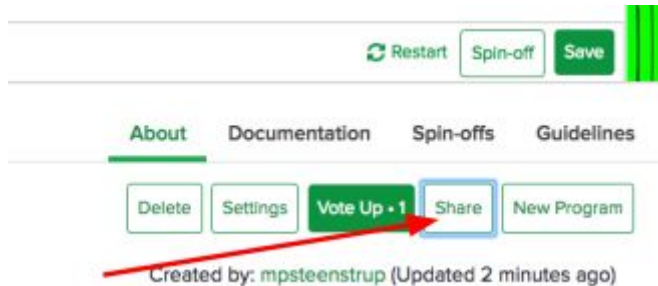 Restart Spin-off Save
About Documentation Spin-offs Guidelines
Delete Settings Vote Up • 1 Share New Program
Created by: mpsteenstrup (Updated 2 minutes ago)